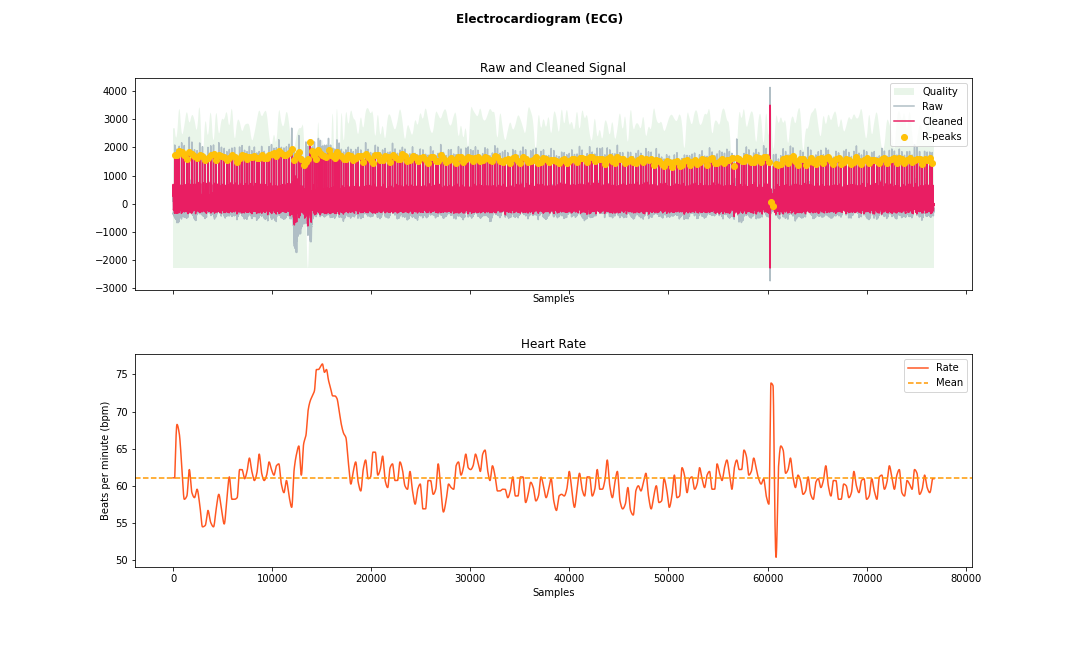 Electrocardiogram (ECG)
Raw and Cleaned Signal
4000
3000
2000
1000
0
−1000
−2000
−3000
Quality
Raw
Cleaned
R-peaks
Samples
Heart Rate
Beats per minute (bpm)
75
70
65
60
55
50
Rate
Mean
0 10000 20000 30000 40000 50000 60000 70000 80000
Samples